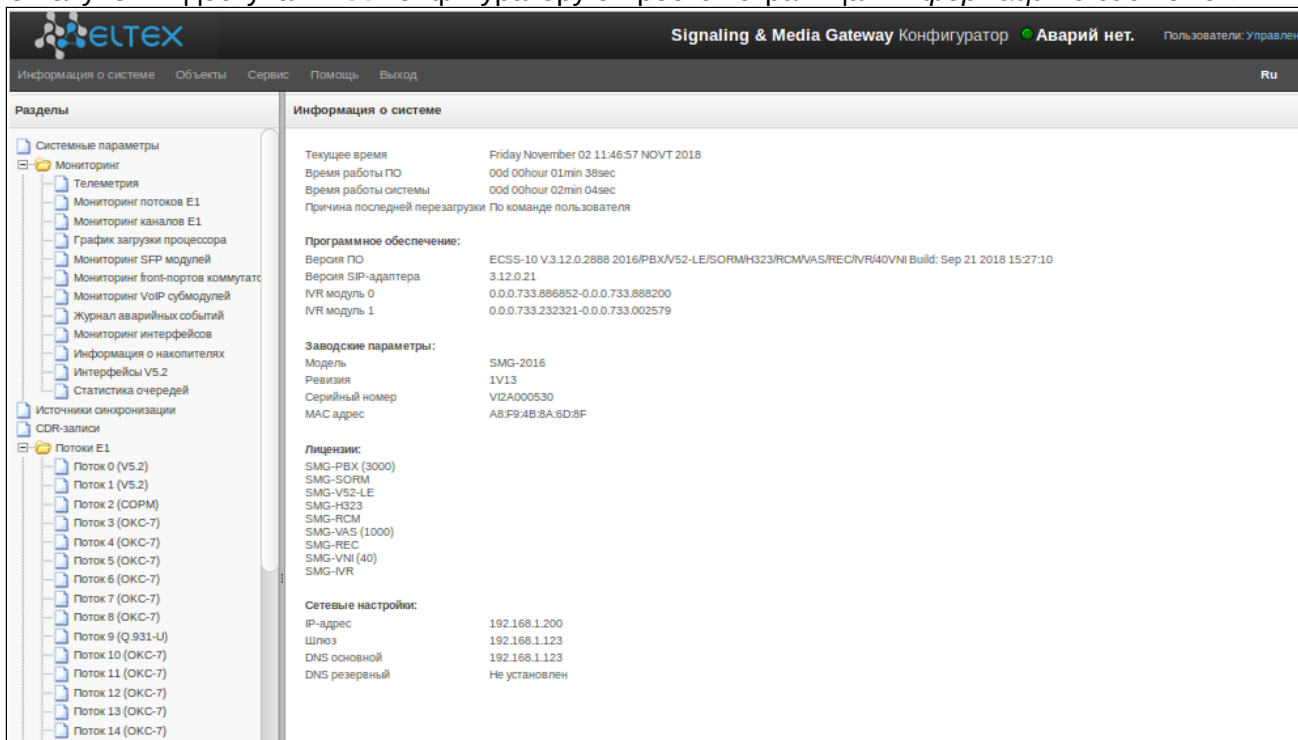 ELTEX
Signaling & Media Gateway Конфигуратор Аварий нет. Пользователи: Управлен
Информация о системе Объекты Сервис Помощь Выход Ru
Разделы
Системные параметры
Мониторинг
Телеметрия
Мониторинг потоков E1
Мониторинг каналов E1
График загрузки процессора
Мониторинг SFP модулей
Мониторинг front-портов коммутатс
Мониторинг VoIP субмодулей
Журнал аварийных событий
Мониторинг интерфейсов
Информация о накопителях
Интерфейсы V5.2
Статистика очередей
Источники синхронизации
CDR-записи
Потоки E1
Поток 0 (V5.2)
Поток 1 (V5.2)
Поток 2 (СОРМ)
Поток 3 (ОКС-7)
Поток 4 (ОКС-7)
Поток 5 (ОКС-7)
Поток 6 (ОКС-7)
Поток 7 (ОКС-7)
Поток 8 (ОКС-7)
Поток 9 (Q.931-U)
Поток 10 (ОКС-7)
Поток 11 (ОКС-7)
Поток 12 (ОКС-7)
Поток 13 (ОКС-7)
Поток 14 (ОКС-7)
Информация о системе
Текущее время Friday November 02 11:46:57 NOVT 2018
Время работы ПО 00d 00hour 01min 38sec
Время работы системы 00d 00hour 02min 04sec
Причина последней перезагрузки По команде пользователя
Программное обеспечение:
Версия ПО ECSS-10 V.3.12.0.2888 2016/PBX/V52-LE/SORM/H323/RCM/VAS/REC/IVR/40VNI Build: Sep 21 2018 15:27:10
Версия SIP-адаптера 3.12.0.21
IVR модуль 0 0.0.0.733.886852-0.0.0.733.888200
IVR модуль 1 0.0.0.733.232321-0.0.0.733.002579
Заводские параметры:
Модель SMG-2016
Ревизия 1V13
Серийный номер VI2A000530
MAC адрес A8:F9:4B:8A:6D:8F
Лицензии:
SMG-PBX (3000)
SMG-SORM
SMG-V52-LE
SMG-H323
SMG-RCM
SMG-VAS (1000)
SMG-REC
SMG-VNI (40)
SMG-IVR
Сетевые настройки:
IP-адрес 192.168.1.200
Шлюз 192.168.1.123
DNS основной 192.168.1.123
DNS резервный Не установлен